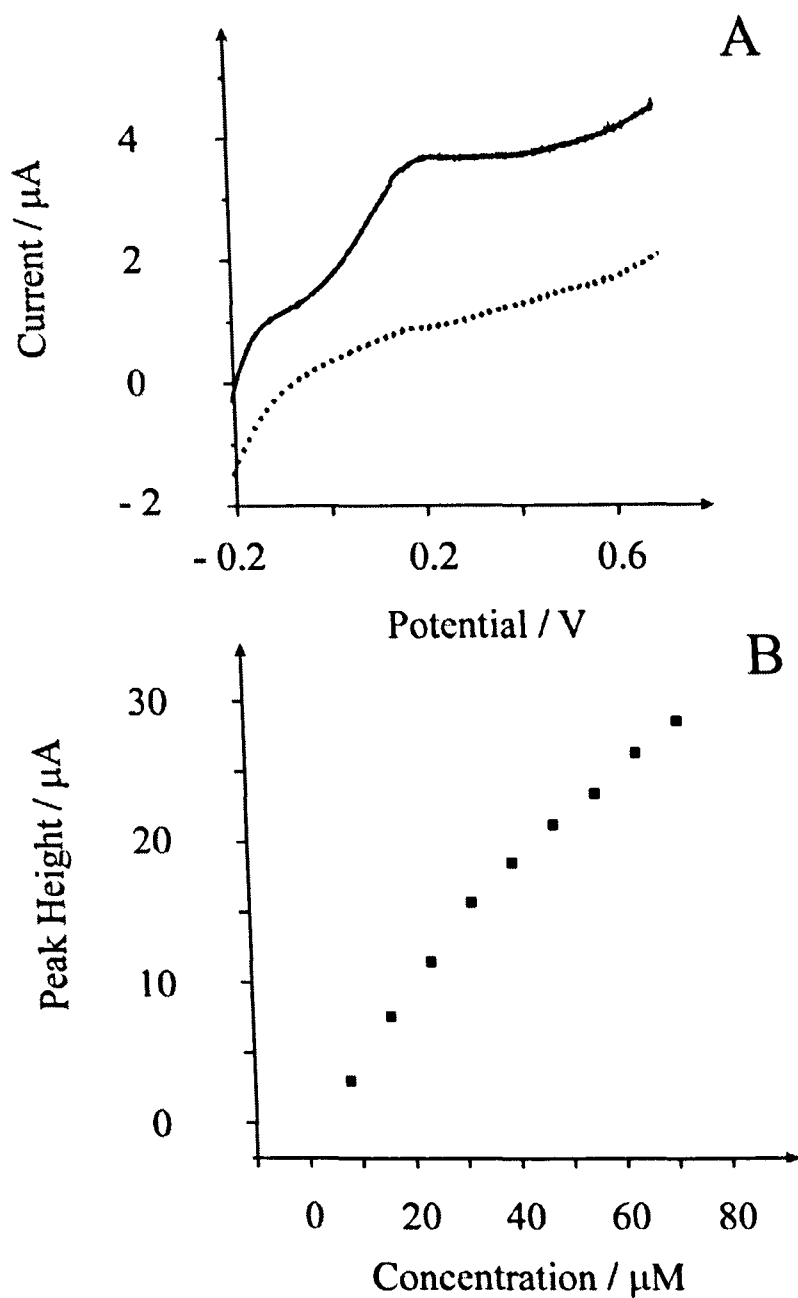 A
4
2
0
- 2
Current / μA
- 0.2 0.2 0.6
Potential / V
B
30
20
10
0
Peak Height / μA
0 20 40 60 80
Concentration / μM